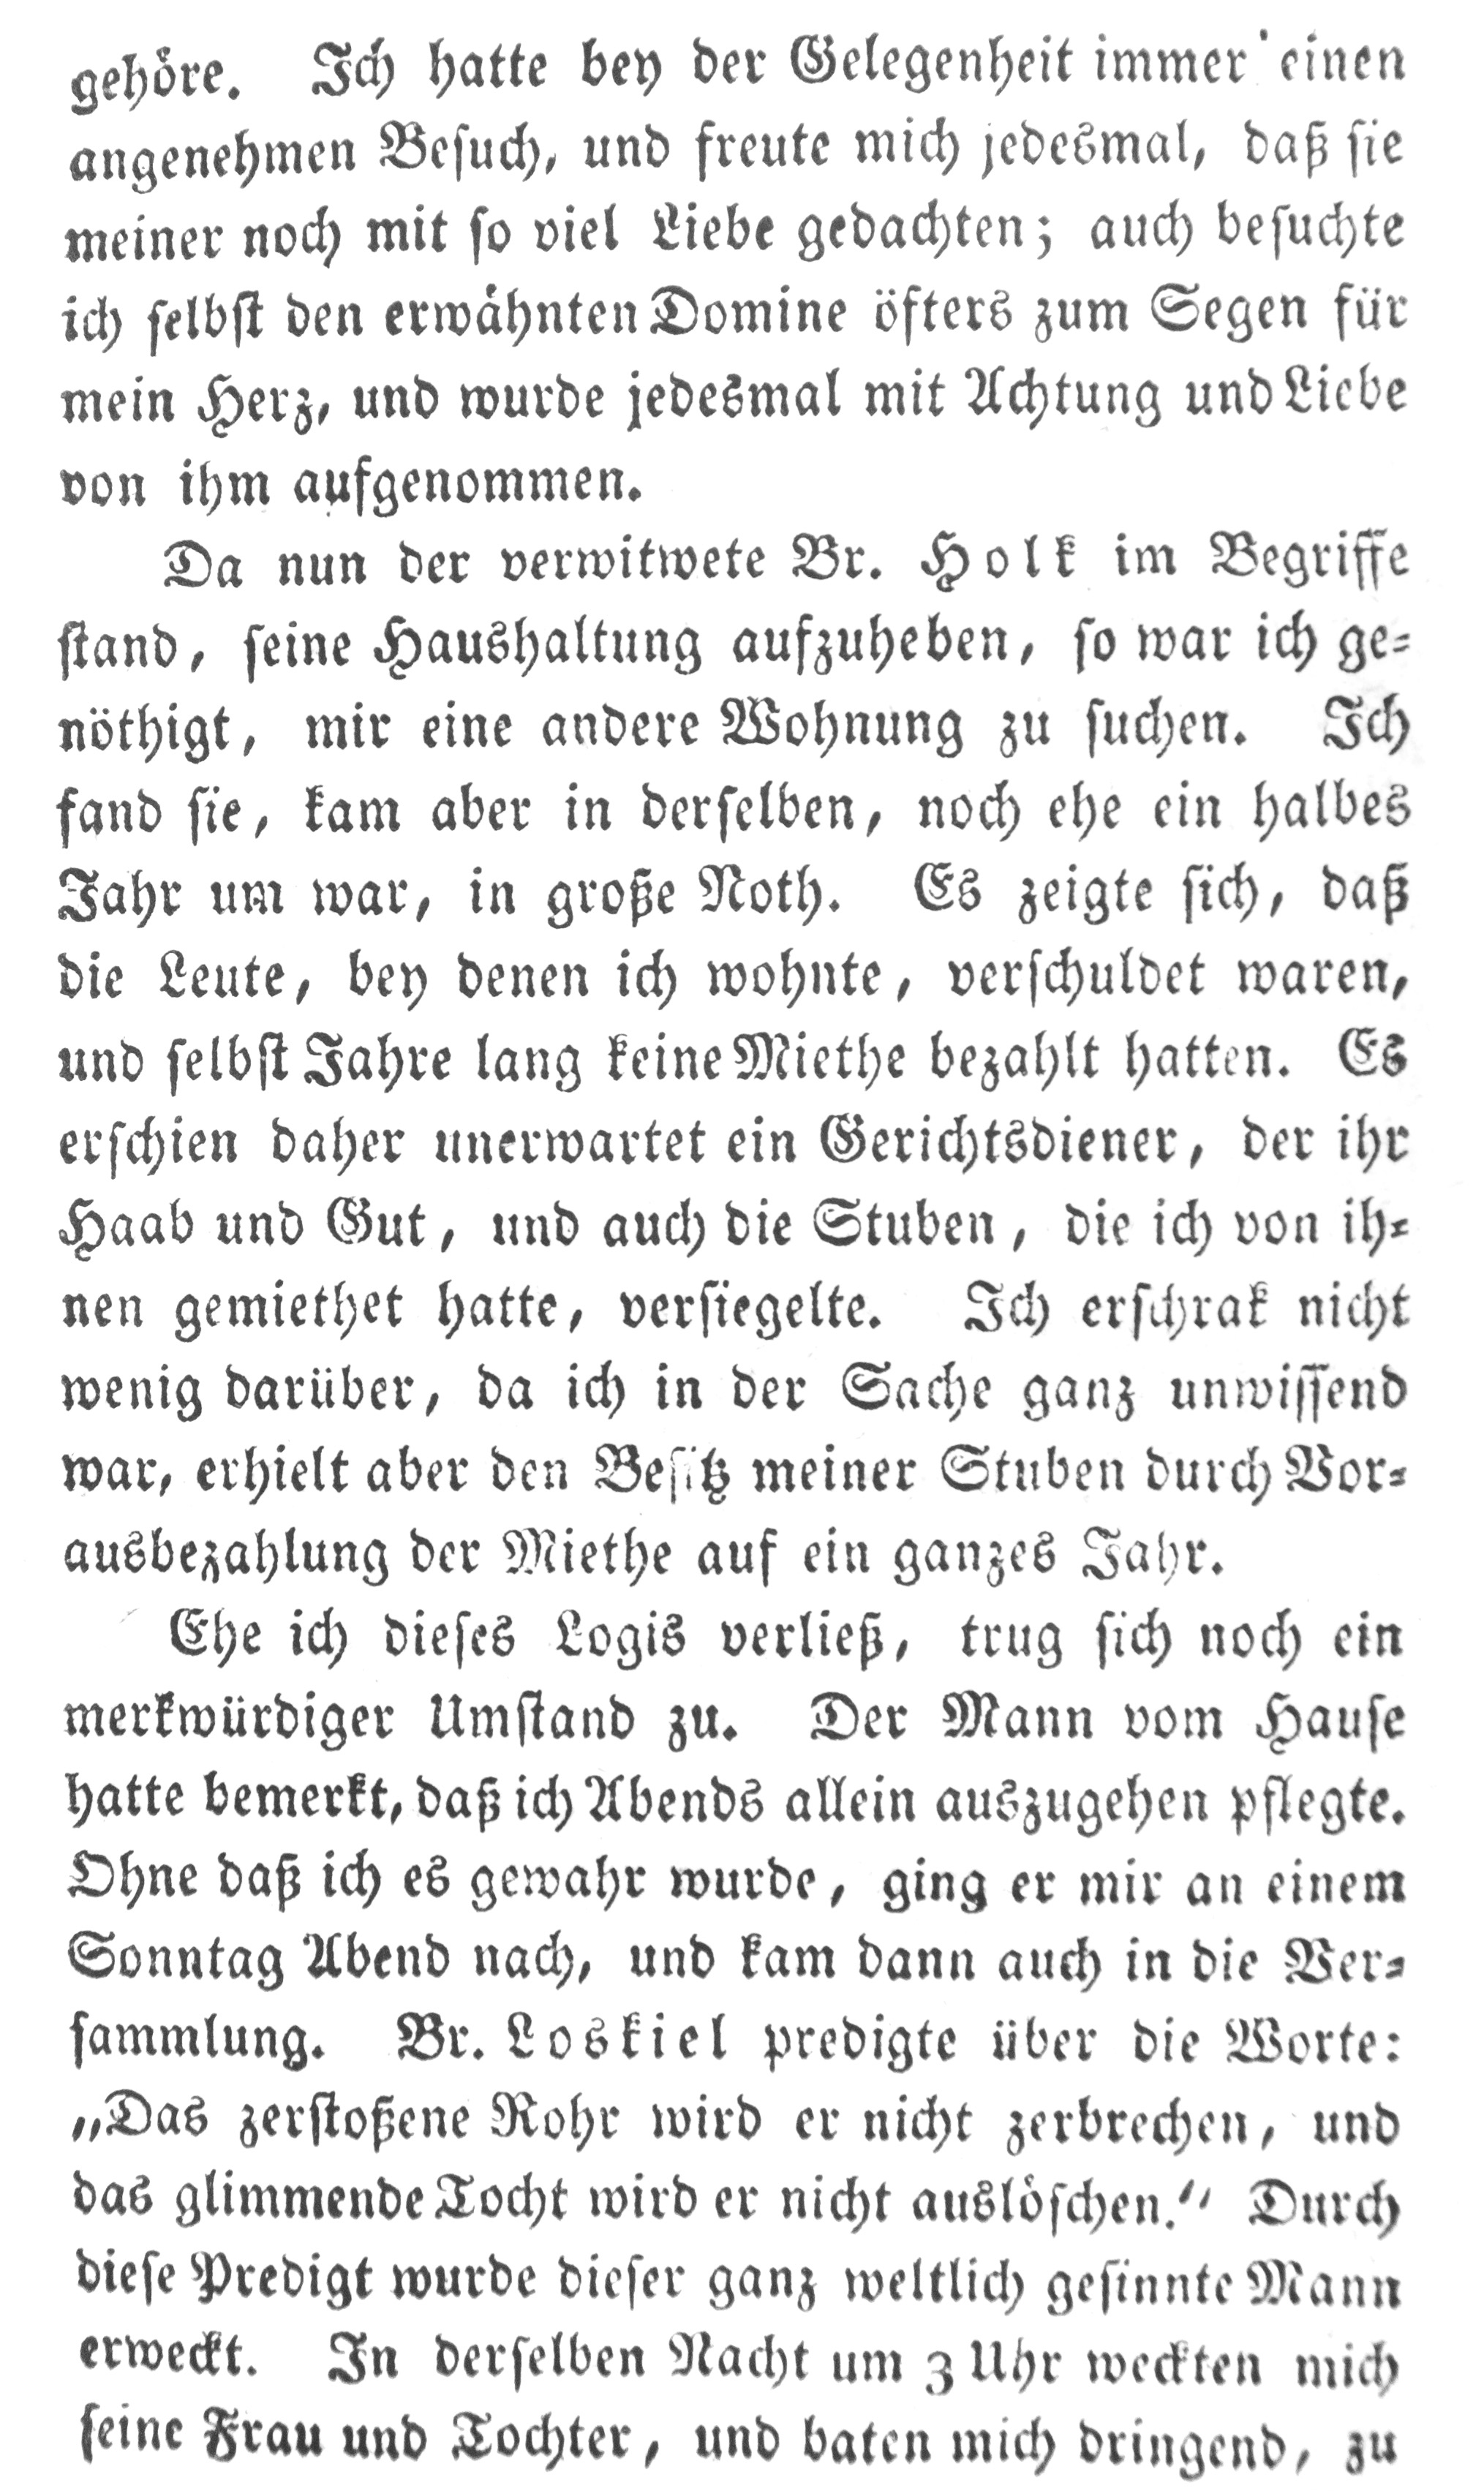 gehöre. Ich hatte bey der Gelegenheit immer einen
angenehmen Besuch, und freute mich jedesmal, daß sie
meiner noch mit so viel Liebe gedachten; auch besuchte
ich selbst den erwähnten Domine öfters zum Segen für
mein Herz, und wurde jedesmal mit Achtung und Liebe
von ihm aufgenommen.
Da nun der verwitwete Br. Holk im Begriffe
stand, seine Haushaltung aufzuheben, so war ich ge-
nöthigt, mir eine andere Wohnung zu suchen. Ich
fand sie, kam aber in derselben, noch ehe ein halbes
Jahr um war, in große Noth. Es zeigte sich, daß
die Leute, bey denen ich wohnte, verschuldet waren,
und selbst Jahre lang keine Miethe bezahlt hatten. Es
erschien daher unerwartet ein Gerichtsdiener, der ihr
Haab und Gut, und auch die Stuben, die ich von ih-
nen gemiethet hatte, versiegelte. Ich erschrak nicht
wenig darüber, da ich in der Sache ganz unwissend
war, erhielt aber den Besitz meiner Stuben durch Vor-
ausbezahlung der Miethe auf ein ganzes Jahr.
Ehe ich dieses Logis verließ, trug sich noch ein
merkwürdiger Umstand zu. Der Mann vom Hause
hatte bemerkt, daß ich Abends allein auszugehen pflegte.
Ohne daß ich es gewahr wurde, ging er mir an einem
Sonntag Abend nach, und kam dann auch in die Ver-
sammlung. Br. Loskiel predigte über die Worte:
„Das zerstoßene Rohr wird er nicht zerbrechen, und
das glimmende Tocht wird er nicht auslöschen.“ Durch
diese Predigt wurde dieser ganz weltlich gesinnte Mann
erweckt. In derselben Nacht um 3 Uhr weckten mich
seine Frau und Tochter, und baten mich dringend, zu